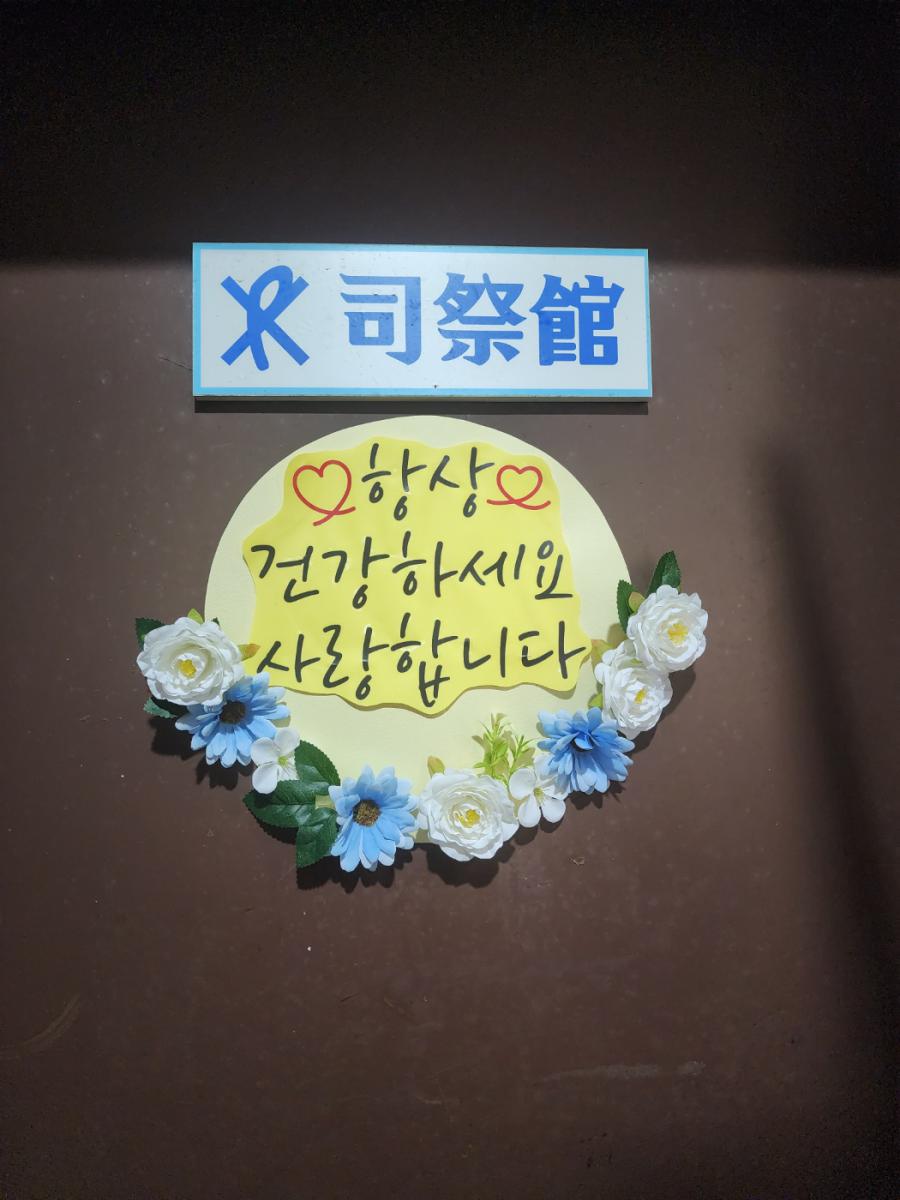 司祭館
항상
건강하세요
사랑합니다